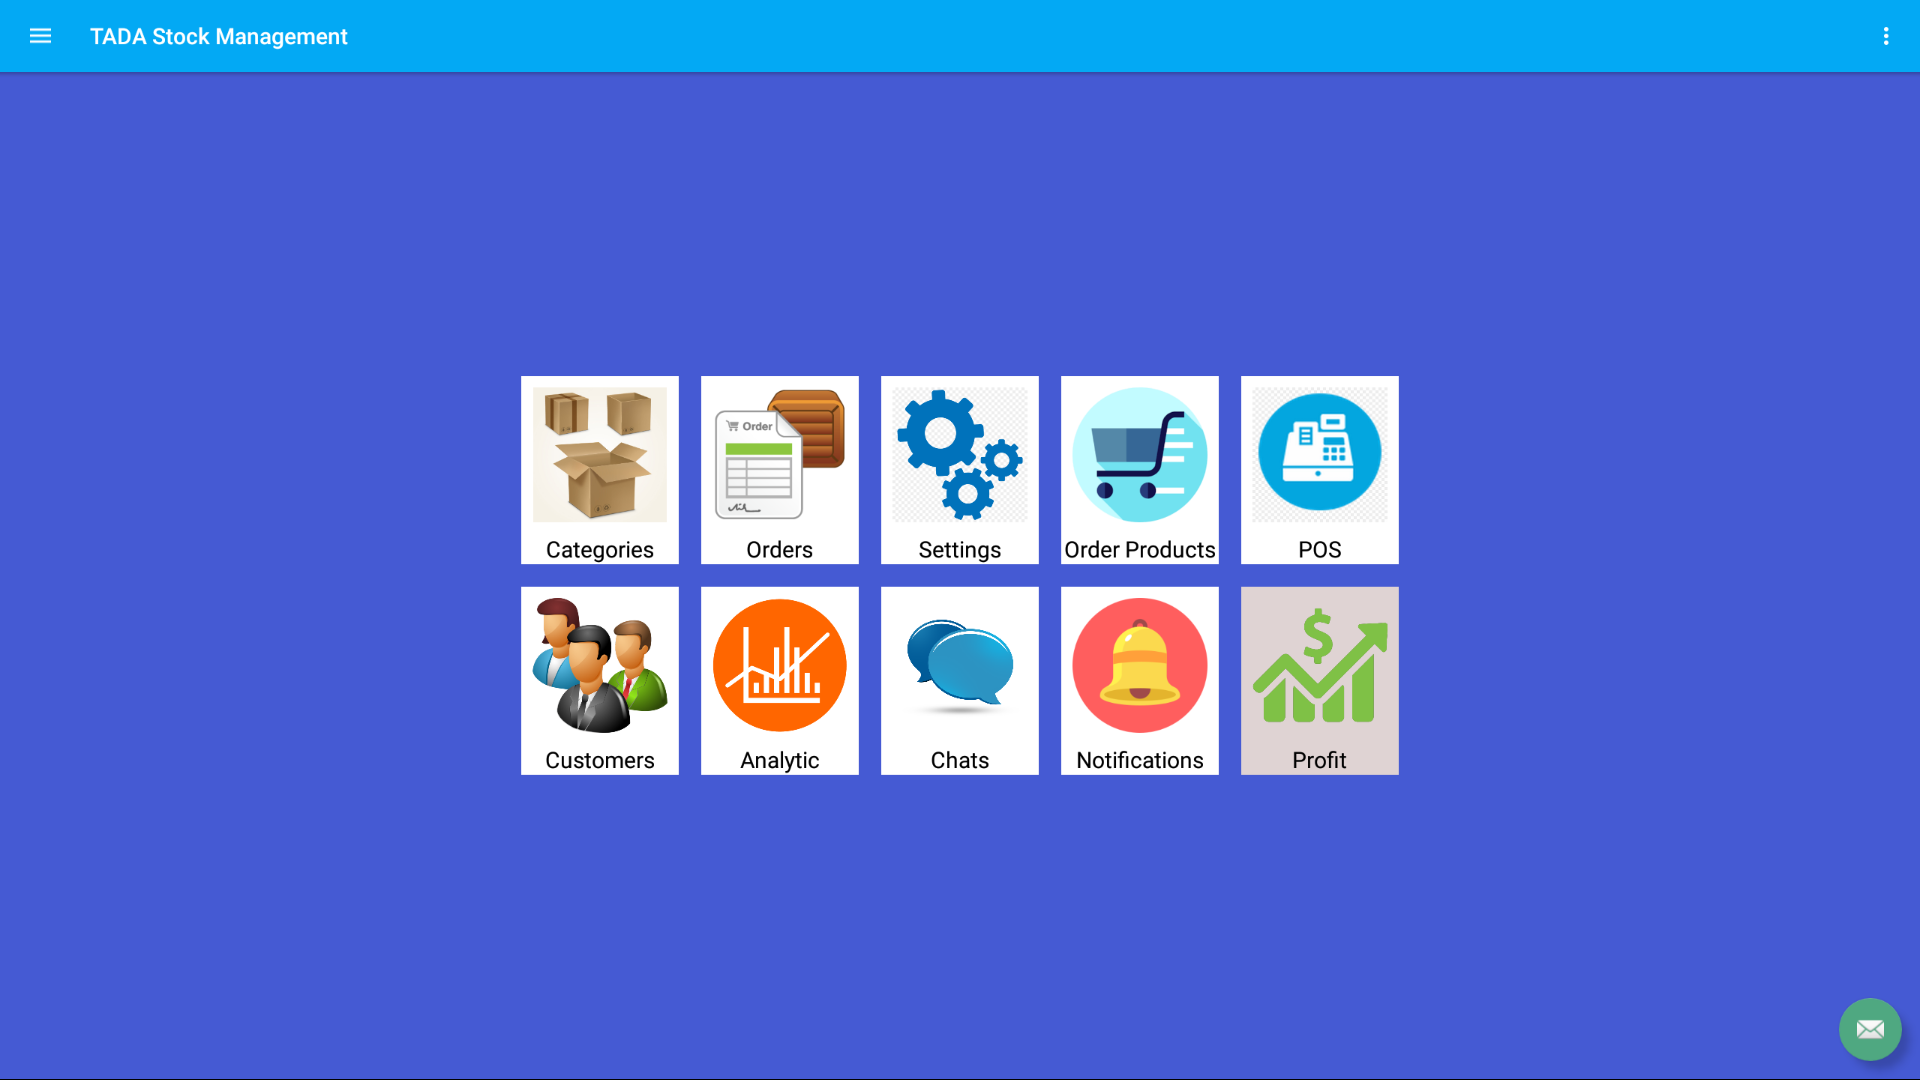 TADA Stock Management
Order
Categories
Orders
Settings
Order Products
POS
Customers
Analytic
Chats
Notifications
Profit